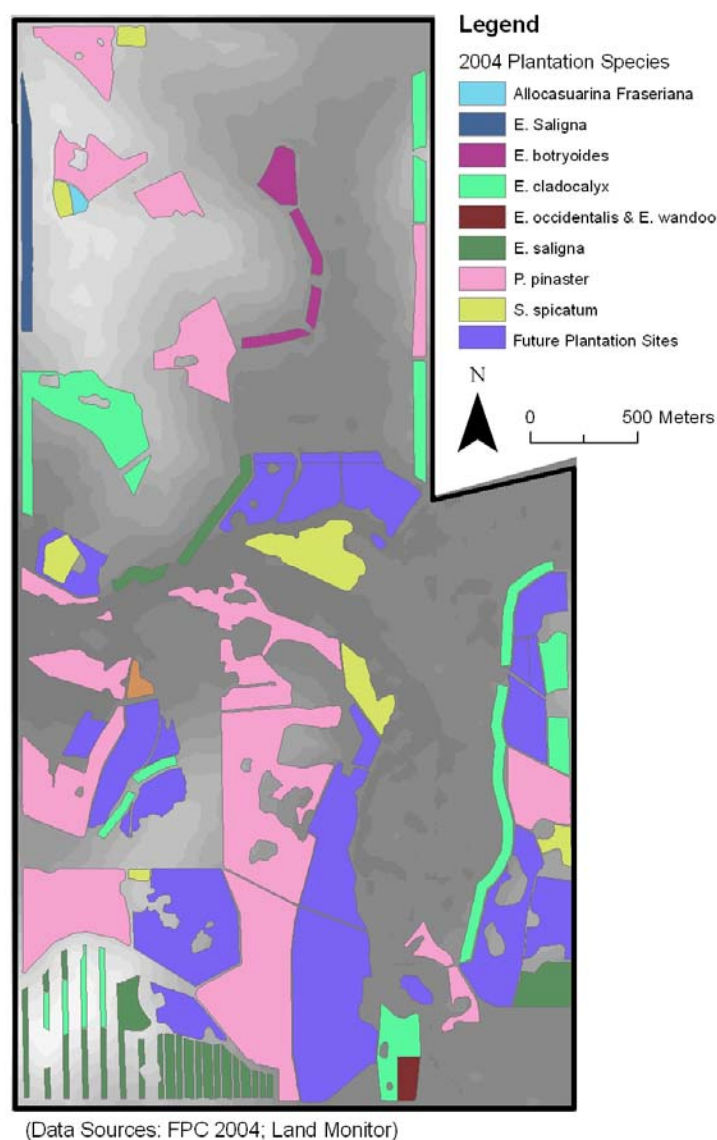 Legend
2004 Plantation Species
Allocasuarina Fraseriana
E. Saligna
E. botryoides
E. cladocalyx
E. occidentalis & E. wandoo
E. saligna
P. pinaster
S. spicatum
Future Plantation Sites
N
0 500 Meters
(Data Sources: FPC 2004; Land Monitor)